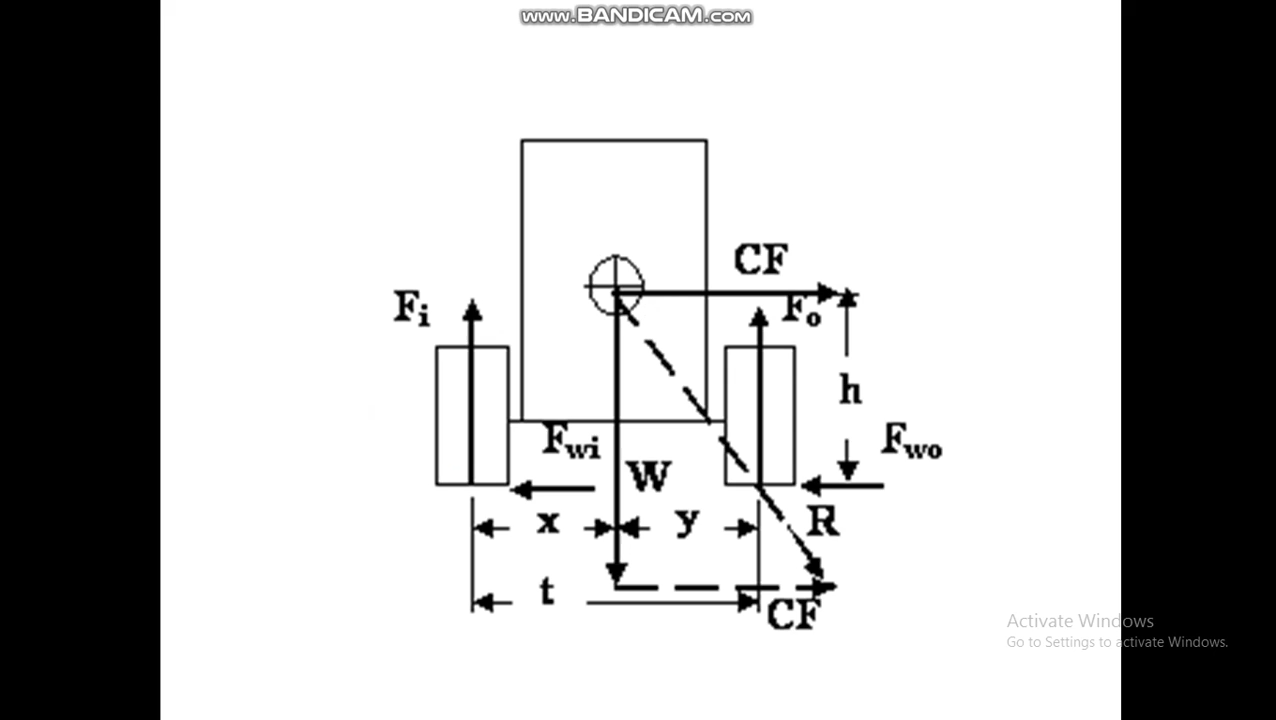 www.BANDICAM.com
CF
Fi
Fo
h
Fwi
Fwo
W
x
y
R
t
CF
Activate Windows
Go to Settings to activate Windows.